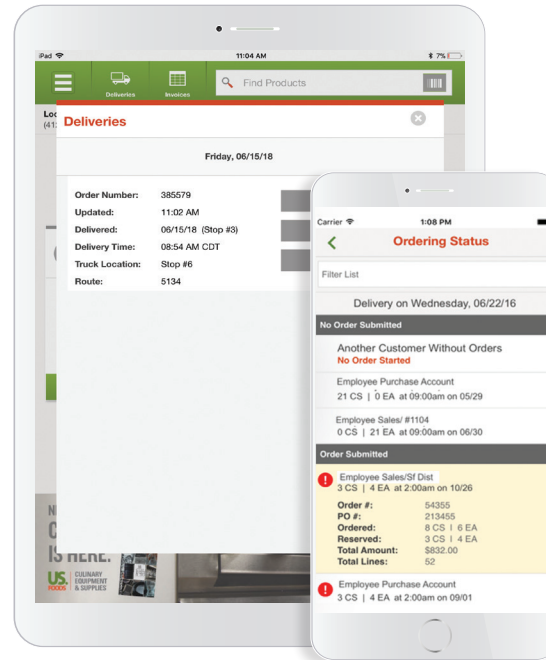 iPad 11:04 AM 7%
Deliveries Invoices Find Products
Deliveries
Friday, 06/15/18
Order Number: 385579
Updated: 11:02 AM
Delivered: 06/15/18 (Stop #3)
Delivery Time: 08:54 AM CDT
Truck Location: Stop #6
Route: 5134
IS HERE.
US. FOODS
CULINARY
EQUIPMENT
& SUPPLIES
Carrier 1:08 PM
Ordering Status
Filter List
Delivery on Wednesday, 06/22/16
No Order Submitted
Another Customer Without Orders
No Order Started
Employee Purchase Account
21 CS | 0 EA at 09:00am on 05/29
Employee Sales/ #1104
0 CS | 21 EA at 09:00am on 06/30
Order Submitted
Employee Sales/Sf Dist
3 CS | 4 EA at 2:00am on 10/26
Order #: 54355
PO #: 213455
Ordered: 8 CS | 6 EA
Reserved: 3 CS | 4 EA
Total Amount: $832.00
Total Lines: 52
Employee Purchase Account
3 CS | 4 EA at 2:00am on 09/01